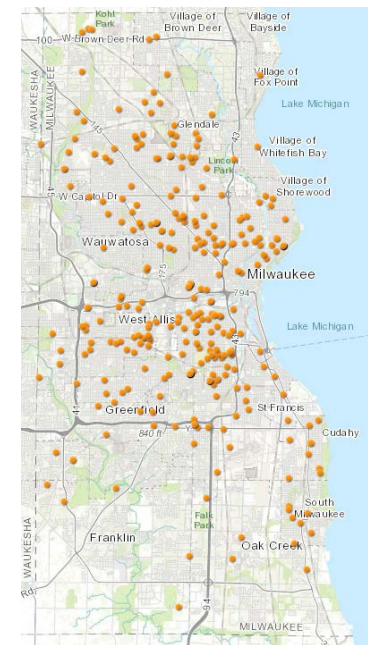 Kohl
Park
Village of
Brown Deer
Village of
Bayside
100
W Brown Deer Rd
Village of
Fox Point
WAUKESHA
MILWAUKEE
Lake Michigan
145
Glendale
43
Village of
Whitefish Bay
Lincoln
Park
Village of
Shorewood
W Capitol Dr
Wauwatosa
175
Milwaukee
794
West Allis
Lake Michigan
43
41
Greenfield
St Francis
840 ft
Cudahy
South
Milwaukee
Falk
Park
Franklin
Oak Creek
WAUKESHA
Rd
94
MILWAUKEE